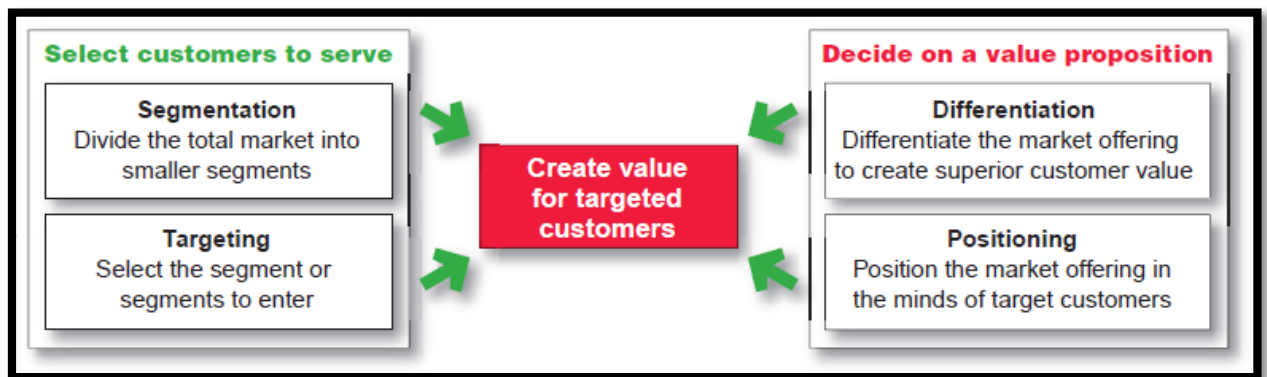 Select customers to serve
Segmentation
Divide the total market into
smaller segments
Targeting
Select the segment or
segments to enter
Create value
for targeted
customers
Decide on a value proposition
Differentiation
Differentiate the market offering
to create superior customer value
Positioning
Position the market offering in
the minds of target customers